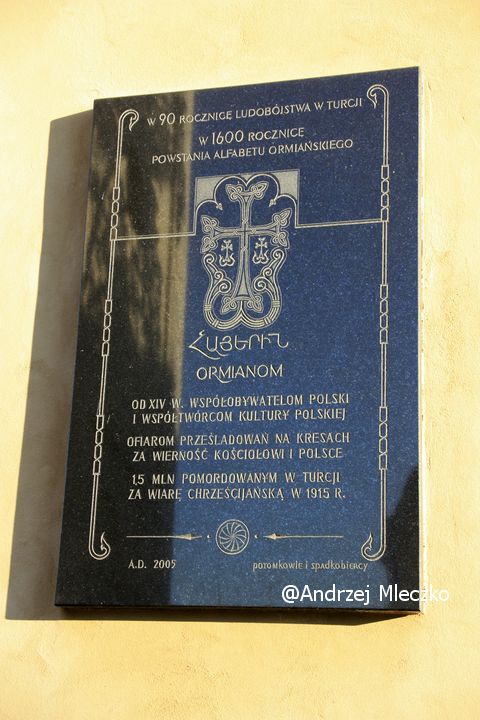 W 90 ROCZNICĘ LUDOBÓJSTWA W TURCJI
W 1600 ROCZNICĘ
POWSTANIA ALFABETU ORMIAŃSKIEGO
ՀԱՅԵՐԻՆ
ORMIANOM
OD XIV W. WSPÓŁOBYWATELOM POLSKI
I WSPÓŁTWÓRCOM KULTURY POLSKIEJ
OFIAROM PRZEŚLADOWAŃ NA KRESACH
ZA WIERNOŚĆ KOŚCIOŁOWI I POLSCE
1,5 MLN POMORDOWANYM W TURCJI
ZA WIARĘ CHRZEŚCIJAŃSKĄ W 1915 R.
A.D. 2005 potomkowie i spadkobiercy
@Andrzej Mleczko